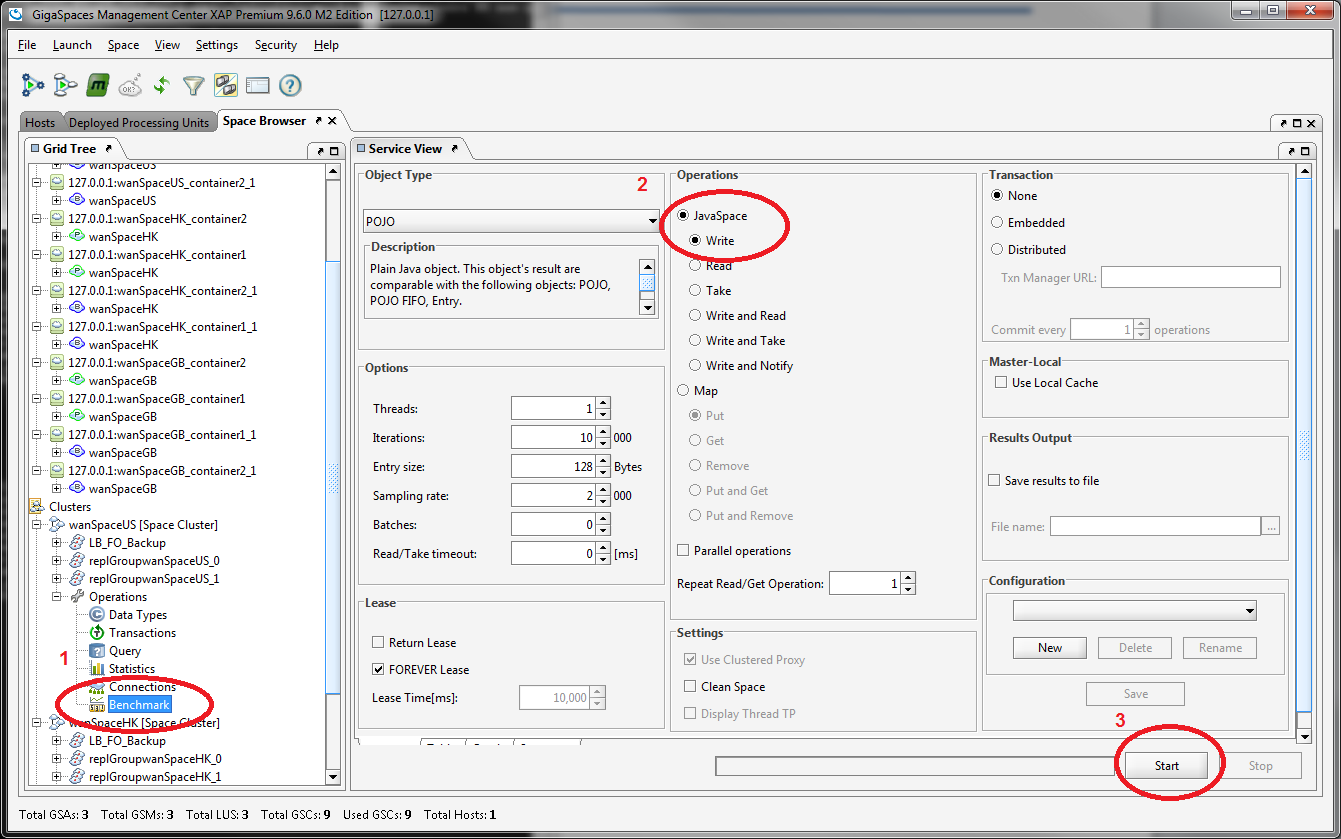 GigaSpaces Management Center XAP Premium 9.6.0 M2 Edition [127.0.0.1]
File Launch Space View Settings Security Help
m OK? ?
Hosts Deployed Processing Units Space Browser
Grid Tree
wanSpaceUS
127.0.0.1:wanSpaceUS_container2_1
wanSpaceUS
127.0.0.1:wanSpaceHK_container2
wanSpaceHK
127.0.0.1:wanSpaceHK_container1
wanSpaceHK
127.0.0.1:wanSpaceHK_container2_1
wanSpaceHK
127.0.0.1:wanSpaceHK_container1_1
wanSpaceHK
127.0.0.1:wanSpaceGB_container2
wanSpaceGB
127.0.0.1:wanSpaceGB_container1
wanSpaceGB
127.0.0.1:wanSpaceGB_container1_1
wanSpaceGB
127.0.0.1:wanSpaceGB_container2_1
wanSpaceGB
Clusters
wanSpaceUS [Space Cluster]
LB_FO_Backup
replGroupwanSpaceUS_0
replGroupwanSpaceUS_1
Operations
Data Types
Transactions
Query
1
Statistics
Connections
Benchmark
wanSpaceHK [Space Cluster]
LB_FO_Backup
replGroupwanSpaceHK_0
replGroupwanSpaceHK_1
Service View
Object Type
2
POJO
Description
Plain Java object. This object's result are
comparable with the following objects: POJO,
POJO FIFO, Entry.
Options
Threads: 1
Iterations: 10 000
Entry size: 128 Bytes
Sampling rate: 2 000
Batches: 0
Read/Take timeout: 0 [ms]
Lease
Return Lease
FOREVER Lease
Lease Time[ms]: 10,000
Operations
JavaSpace
Write
Read
Take
Write and Read
Write and Take
Write and Notify
Map
Put
Get
Remove
Put and Get
Put and Remove
Parallel operations
Repeat Read/Get Operation: 1
Settings
Use Clustered Proxy
Clean Space
Display Thread TP
Transaction
None
Embedded
Distributed
Txn Manager URL:
Commit every 1 operations
Master-Local
Use Local Cache
Results Output
Save results to file
File name: ...
Configuration
New Delete Rename
Save
3
Start Stop
Total GSAs: 3 Total GSMs: 3 Total LUS: 3 Total GSCs: 9 Used GSCs: 9 Total Hosts: 1